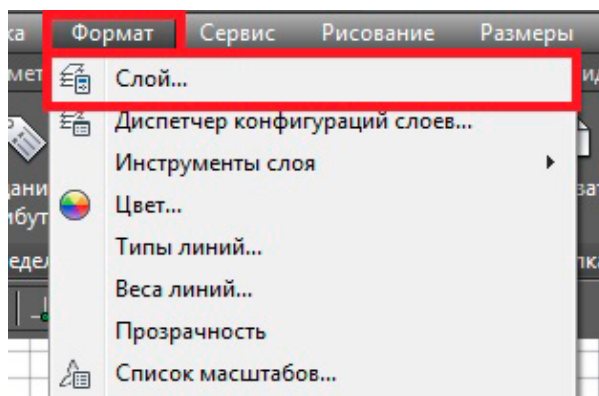 Формат Сервис Рисование Размеры
Слой...
Диспетчер конфигураций слоев...
Инструменты слоя
Цвет...
Типы линий...
Веса линий...
Прозрачность
Список масштабов...